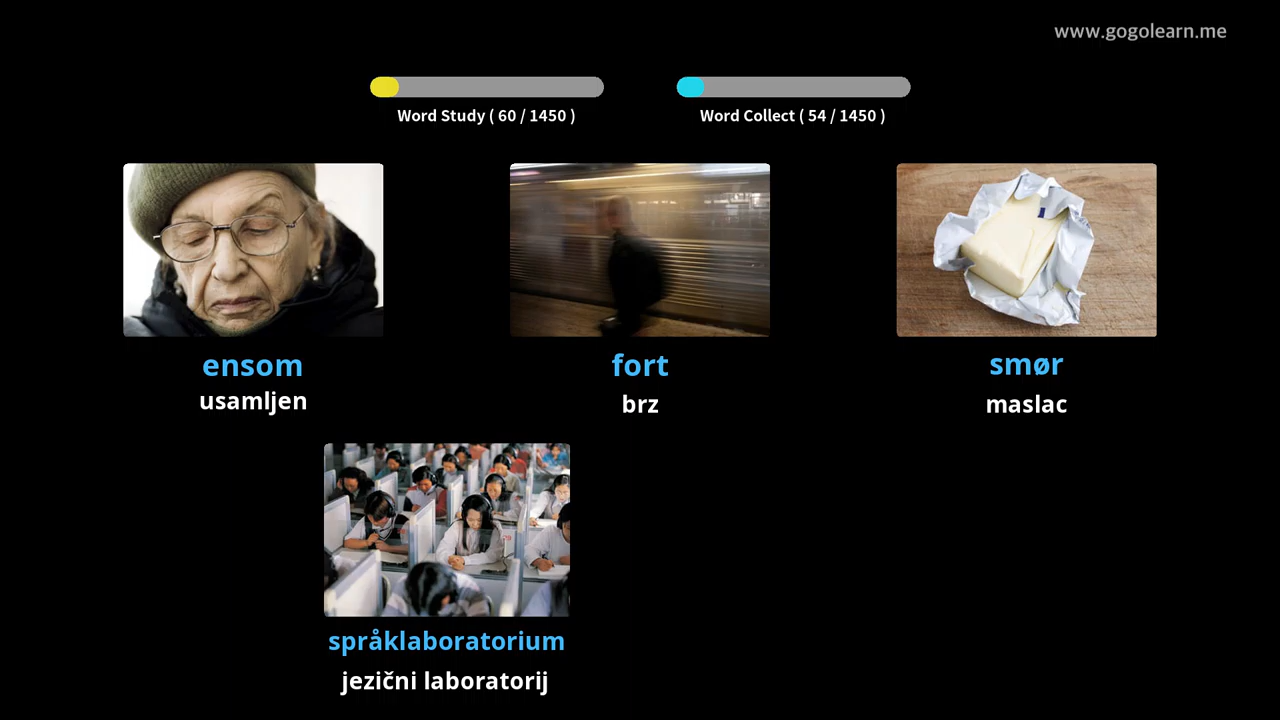 www.gogolearn.me
Word Study ( 60 / 1450 )
Word Collect ( 54 / 1450 )
ensom
usamljen
fort
brz
smør
maslac
språklaboratorium
jezični laboratorij